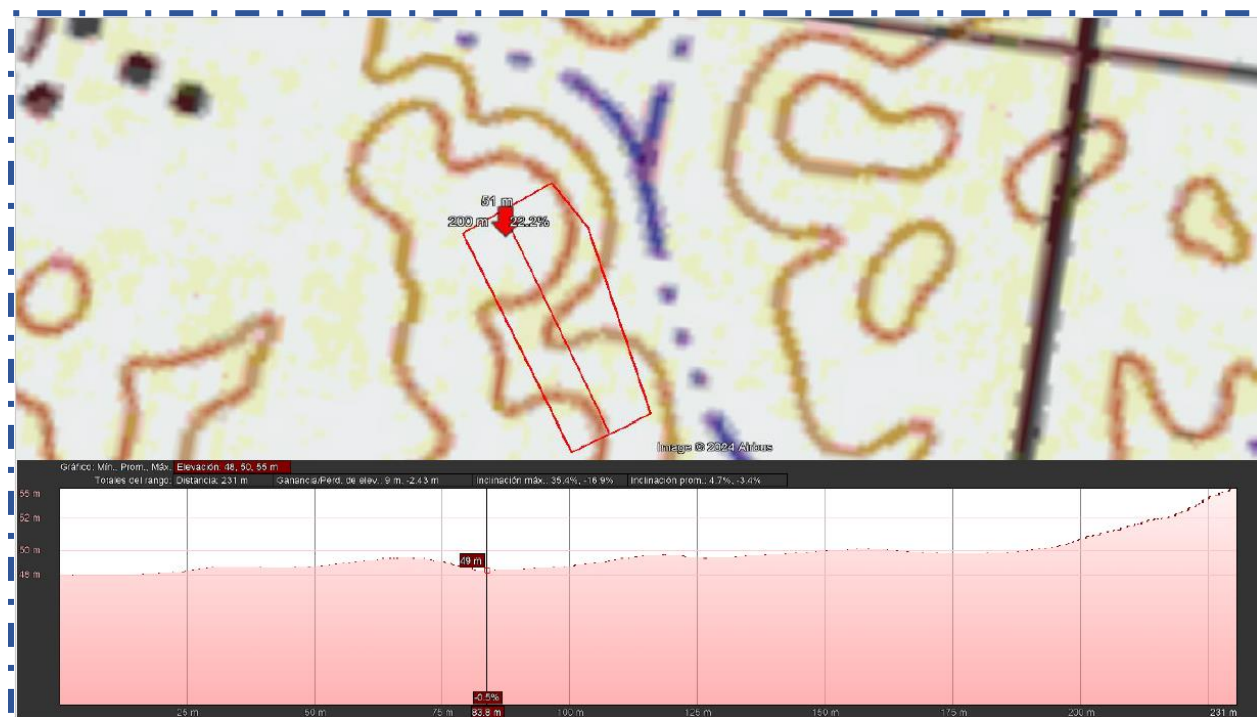 51 m
200 m 22.2%
Image © 2024 Airbus
Gráfico: Mín., Prom., Máx. Elevación: 48, 50, 55 m
Totales del rango: Distancia: 231 m Ganancia/Pérd. de elev.: 9 m, -2.43 m Inclinación máx.: 35.4%, -16.9% Inclinación prom.: 4.7%, -3.4%
55 m
52 m
50 m
49 m
48 m
-0.5%
25 m 50 m 75 m 83.8 m 100 m 125 m 150 m 175 m 200 m 231 m